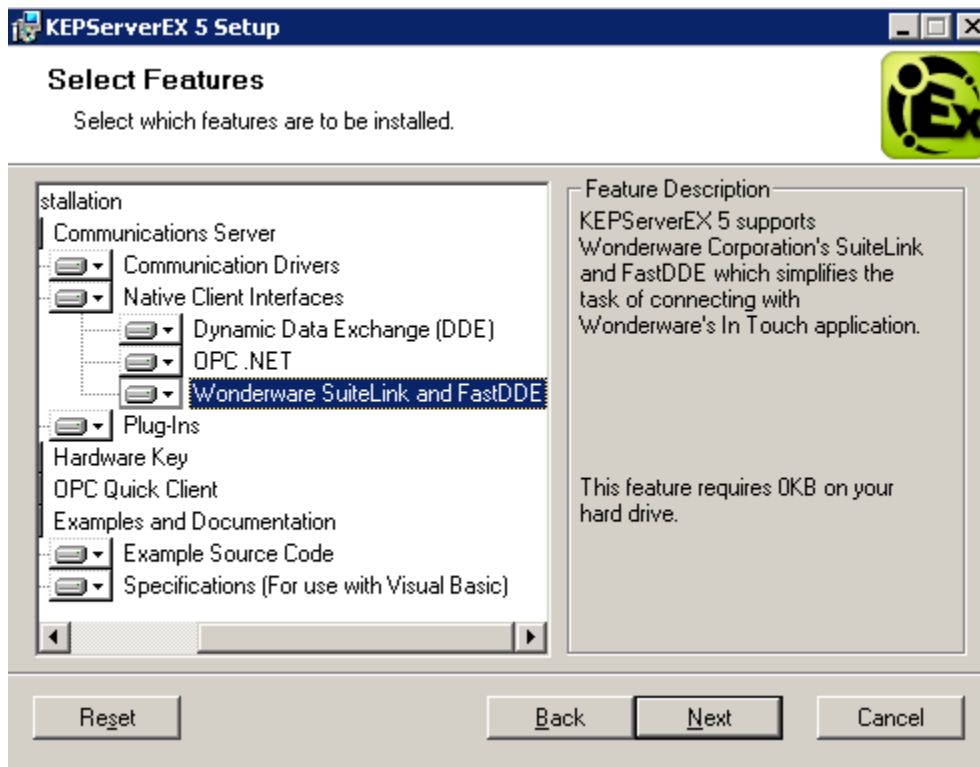 KEPServerEX 5 Setup
Select Features
Select which features are to be installed.
Ex
stallation
Communications Server
Communication Drivers
Native Client Interfaces
Dynamic Data Exchange (DDE)
OPC .NET
Wonderware SuiteLink and FastDDE
Plug-Ins
Hardware Key
OPC Quick Client
Examples and Documentation
Example Source Code
Specifications (For use with Visual Basic)
Feature Description
KEPServerEX 5 supports
Wonderware Corporation's SuiteLink
and FastDDE which simplifies the
task of connecting with
Wonderware's In Touch application.
This feature requires 0KB on your
hard drive.
Reset
Back
Next
Cancel